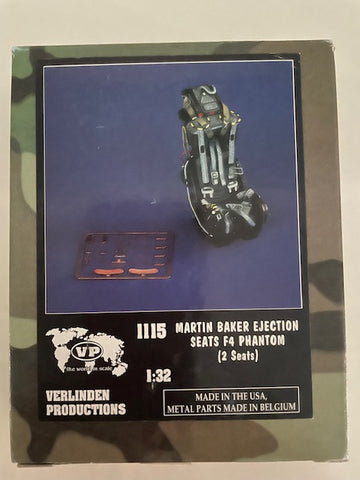 1115 MARTIN BAKER EJECTION
SEATS F4 PHANTOM
(2 Seats)
VP
the world in scale
1:32
VERLINDEN
PRODUCTIONS
MADE IN THE USA,
METAL PARTS MADE IN BELGIUM